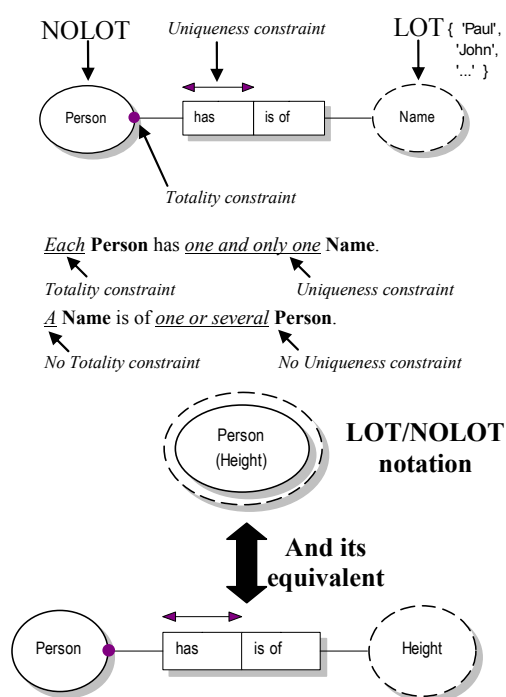 NOLOT
Uniqueness constraint
LOT { 'Paul',
'John',
'...' }
Person
has
is of
Name
Totality constraint
Each Person has one and only one Name.
Totality constraint
Uniqueness constraint
A Name is of one or several Person.
No Totality constraint
No Uniqueness constraint
Person
(Height)
LOT/NOLOT
notation
And its
equivalent
Person
has
is of
Height